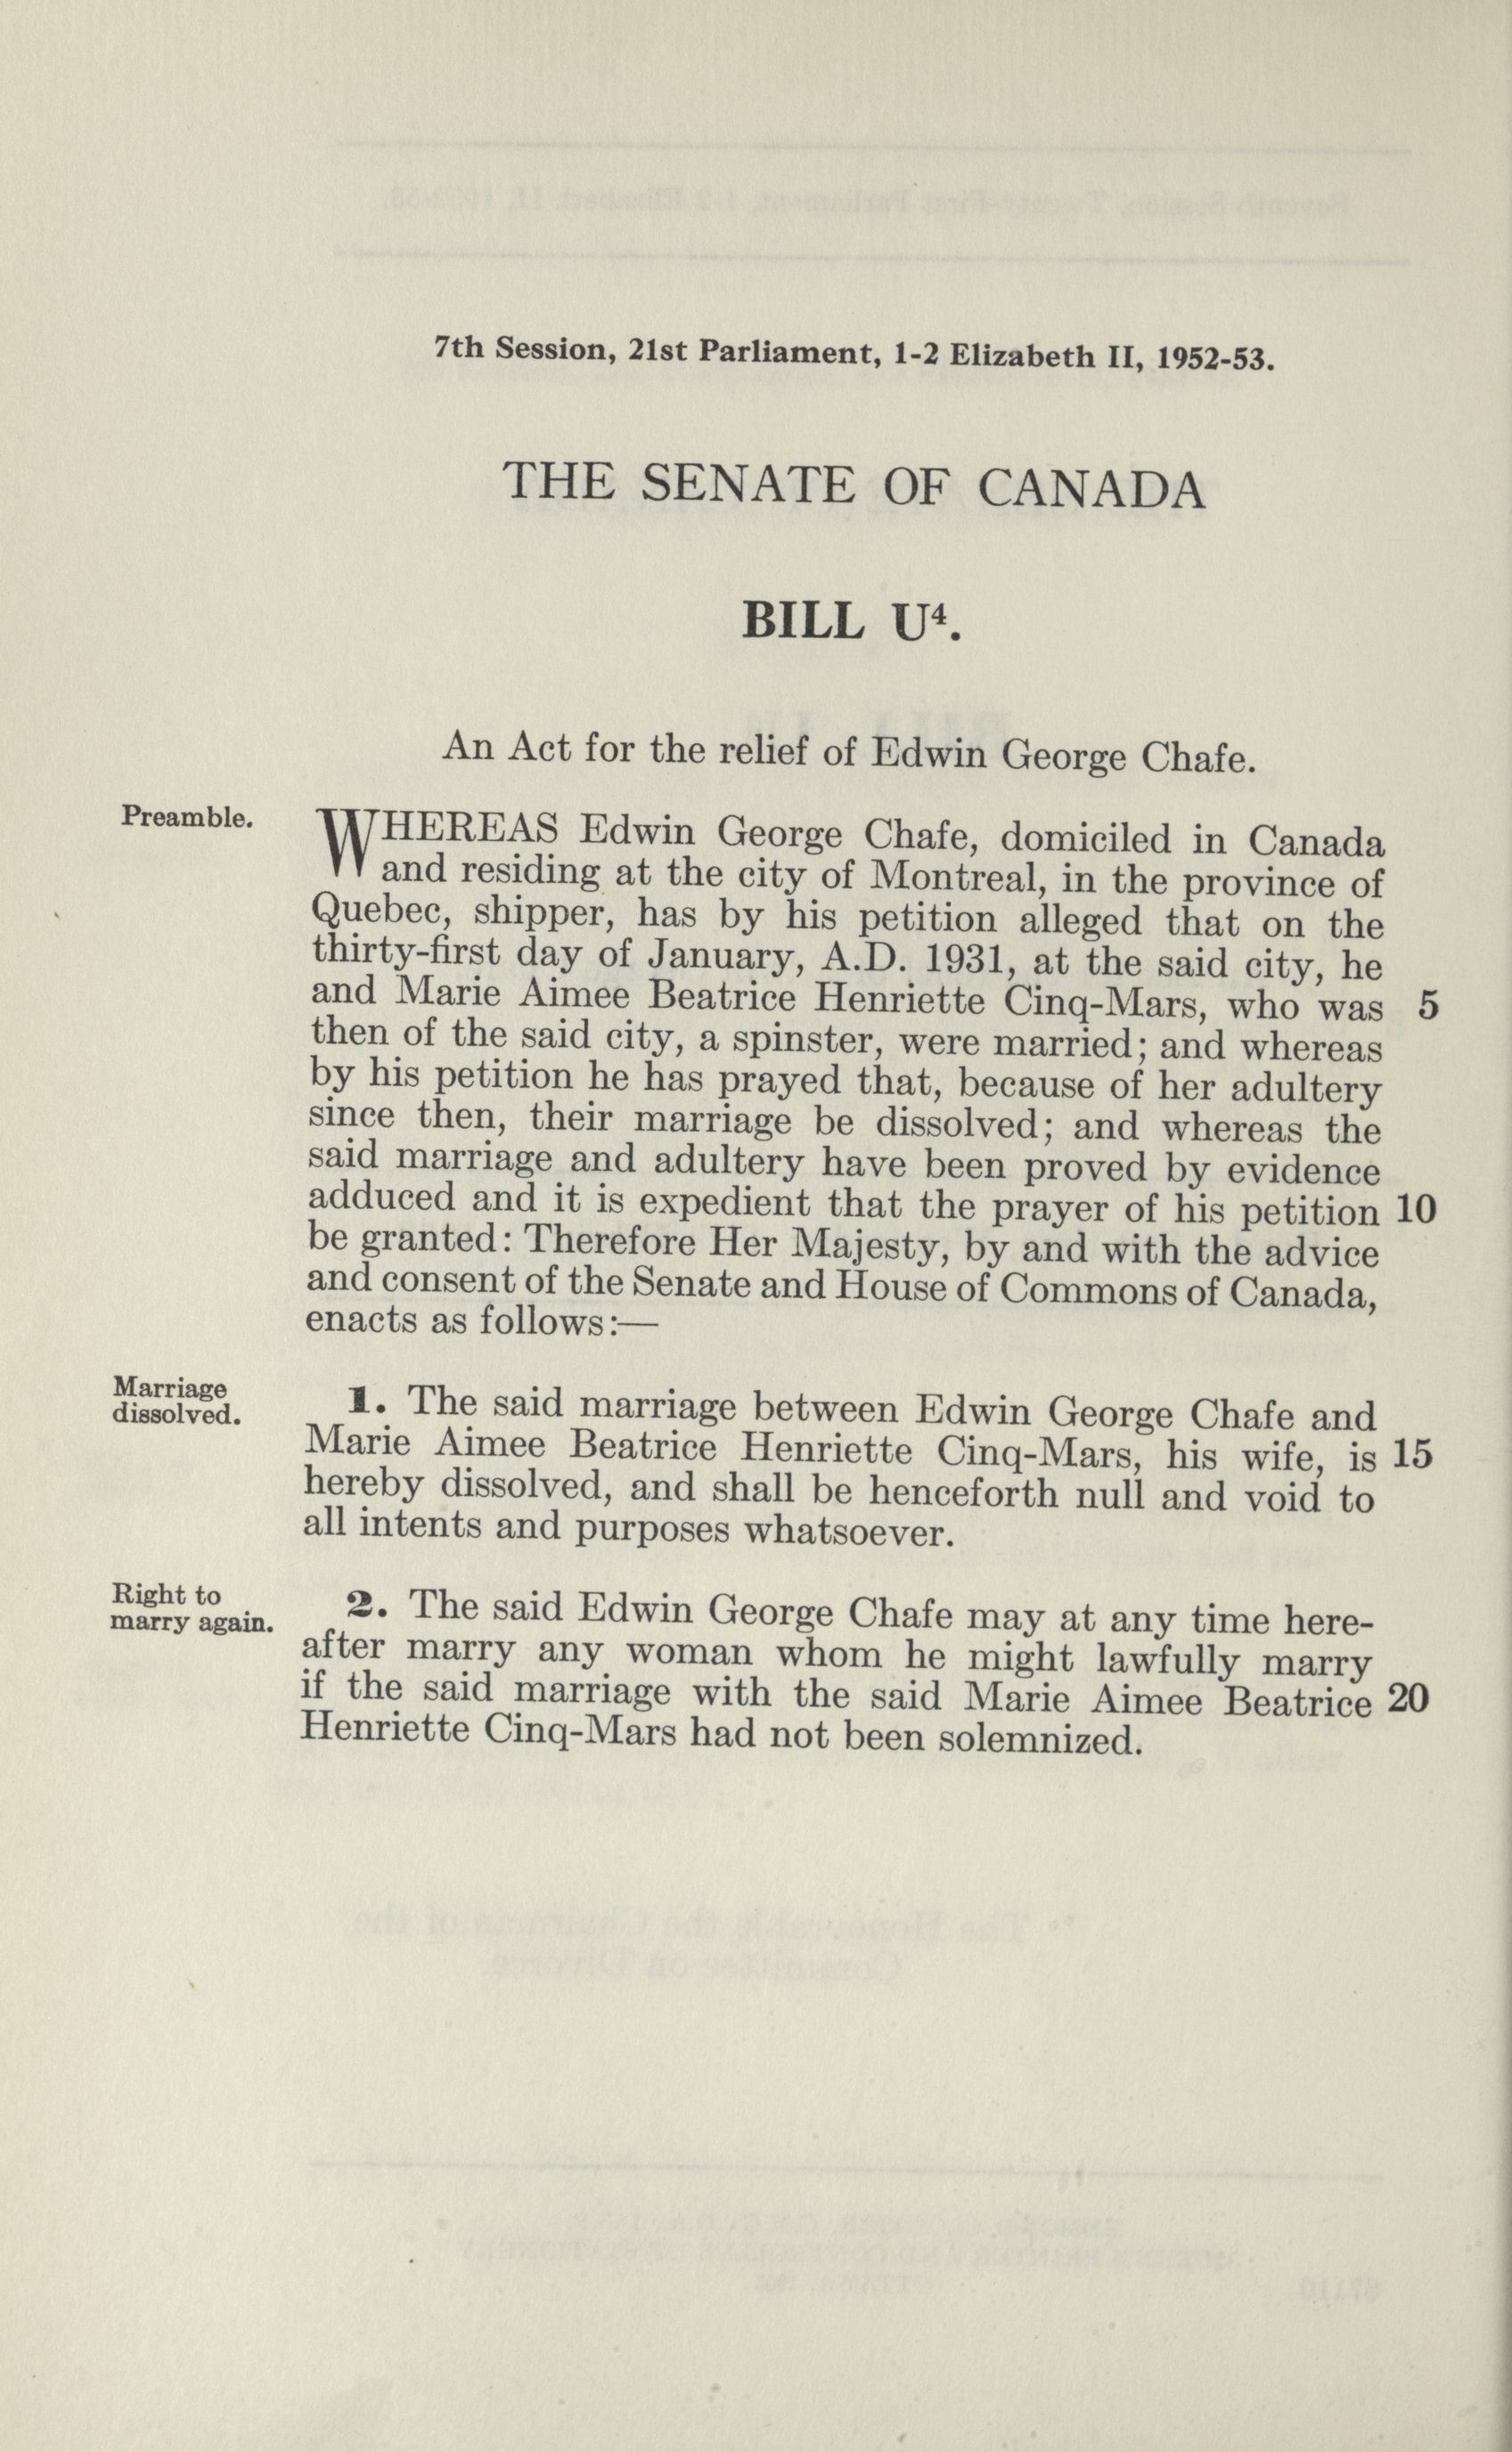 7th Session, 21st Parliament, 1-2 Elizabeth II, 1952-53.
THE SENATE OF CANADA
BILL U⁴.
An Act for the relief of Edwin George Chafe.
Preamble.
WHEREAS Edwin George Chafe, domiciled in Canada
and residing at the city of Montreal, in the province of
Quebec, shipper, has by his petition alleged that on the
thirty-first day of January, A.D. 1931, at the said city, he
and Marie Aimee Beatrice Henriette Cinq-Mars, who was 5
then of the said city, a spinster, were married; and whereas
by his petition he has prayed that, because of her adultery
since then, their marriage be dissolved; and whereas the
said marriage and adultery have been proved by evidence
adduced and it is expedient that the prayer of his petition 10
be granted: Therefore Her Majesty, by and with the advice
and consent of the Senate and House of Commons of Canada,
enacts as follows:—
Marriage
dissolved.
1. The said marriage between Edwin George Chafe and
Marie Aimee Beatrice Henriette Cinq-Mars, his wife, is 15
hereby dissolved, and shall be henceforth null and void to
all intents and purposes whatsoever.
Right to
marry again.
2. The said Edwin George Chafe may at any time here-
after marry any woman whom he might lawfully marry
if the said marriage with the said Marie Aimee Beatrice 20
Henriette Cinq-Mars had not been solemnized.